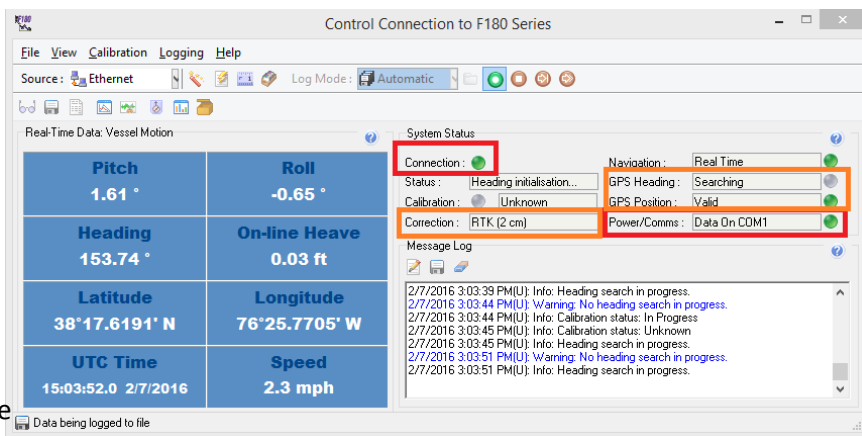 F180
Control Connection to F180 Series
File View Calibration Logging Help
Source: Ethernet Log Mode: Automatic
Real-Time Data: Vessel Motion
Pitch
1.61 °
Roll
-0.65 °
Heading
153.74 °
On-line Heave
0.03 ft
Latitude
38°17.6191' N
Longitude
76°25.7705' W
UTC Time
15:03:52.0 2/7/2016
Speed
2.3 mph
System Status
Connection:
Navigation: Real Time
Status: Heading initialisation...
GPS Heading: Searching
Calibration: Unknown
GPS Position: Valid
Correction: RTK (2 cm)
Power/Comms: Data On COM1
Message Log
2/7/2016 3:03:39 PM(U): Info: Heading search in progress.
2/7/2016 3:03:44 PM(U): Warning: No heading search in progress.
2/7/2016 3:03:44 PM(U): Info: Calibration status: In Progress
2/7/2016 3:03:45 PM(U): Info: Calibration status: Unknown
2/7/2016 3:03:45 PM(U): Info: Heading search in progress.
2/7/2016 3:03:51 PM(U): Warning: No heading search in progress.
2/7/2016 3:03:51 PM(U): Info: Heading search in progress.
e
Data being logged to file